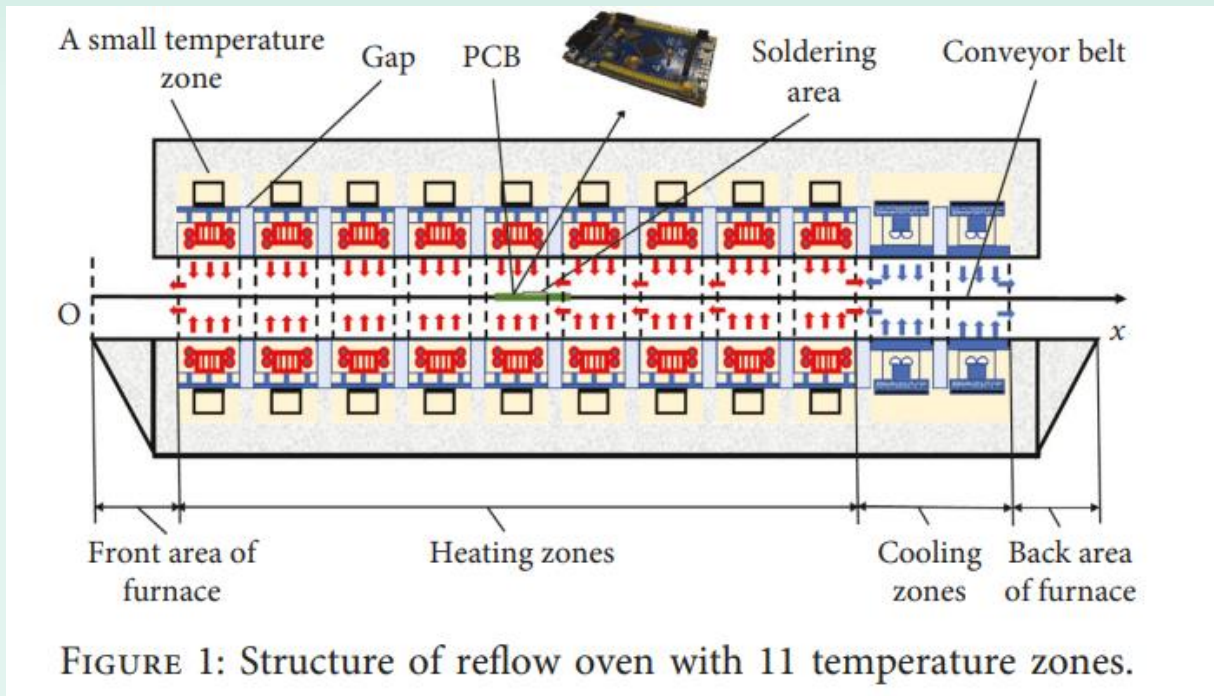 A small temperature
zone
Gap
PCB
Soldering
area
Conveyor belt
O
x
Front area of
furnace
Heating zones
Cooling
zones
Back area
of furnace
FIGURE 1: Structure of reflow oven with 11 temperature zones.